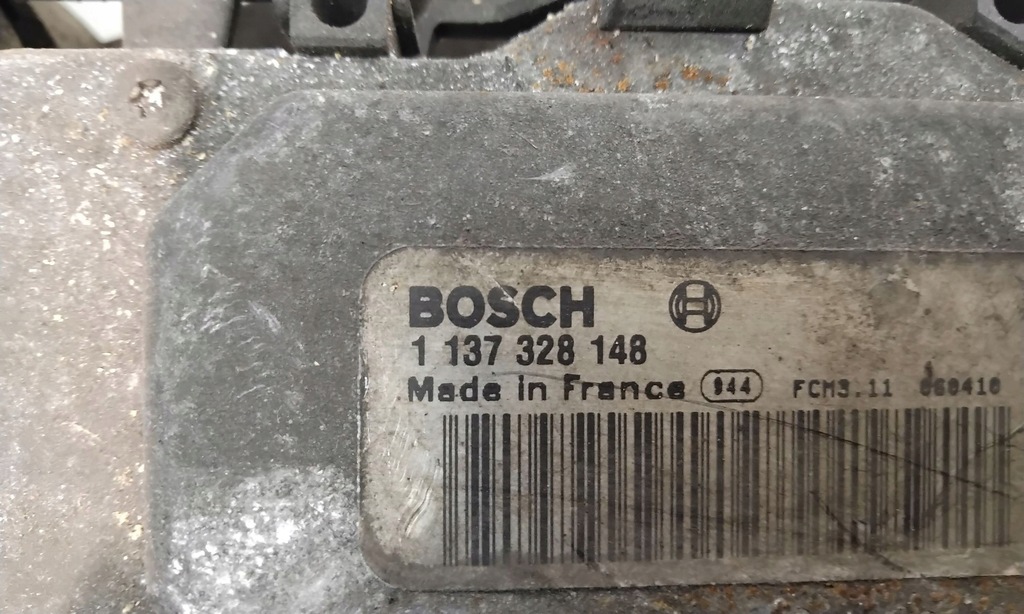 BOSCH
1 137 328 148
Made in France 944 FCM3.11 060410